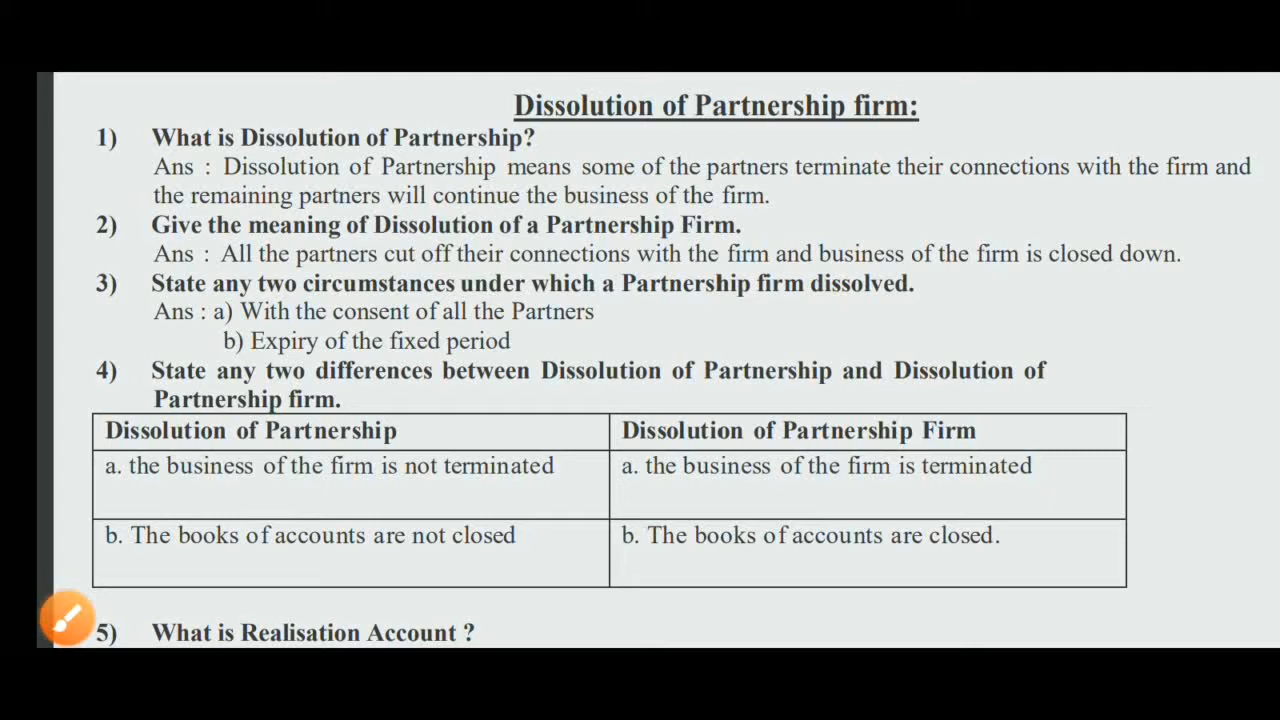 Dissolution of Partnership firm:
1) What is Dissolution of Partnership?
Ans : Dissolution of Partnership means some of the partners terminate their connections with the firm and
the remaining partners will continue the business of the firm.
2) Give the meaning of Dissolution of a Partnership Firm.
Ans : All the partners cut off their connections with the firm and business of the firm is closed down.
3) State any two circumstances under which a Partnership firm dissolved.
Ans : a) With the consent of all the Partners
b) Expiry of the fixed period
4) State any two differences between Dissolution of Partnership and Dissolution of
Partnership firm.
Dissolution of Partnership Dissolution of Partnership Firm
a. the business of the firm is not terminated a. the business of the firm is terminated
b. The books of accounts are not closed b. The books of accounts are closed.
5) What is Realisation Account ?